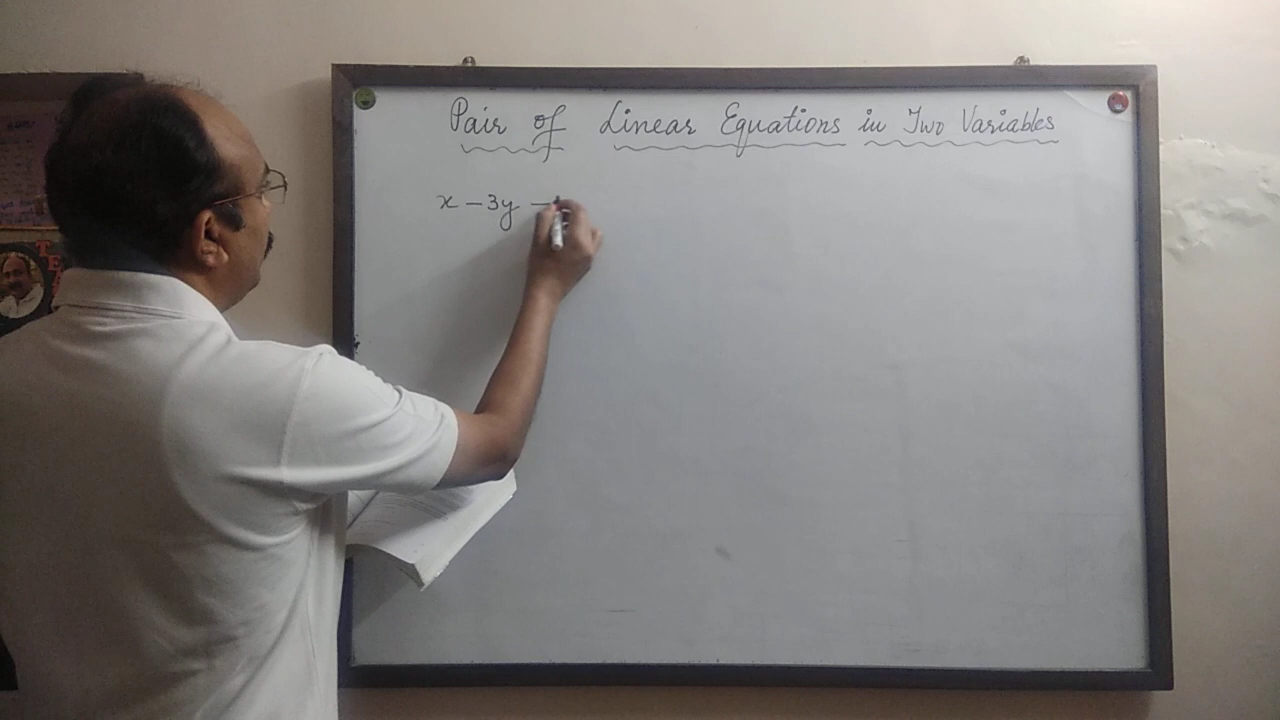 Pair of Linear Equations in Two Variables
x - 3y -